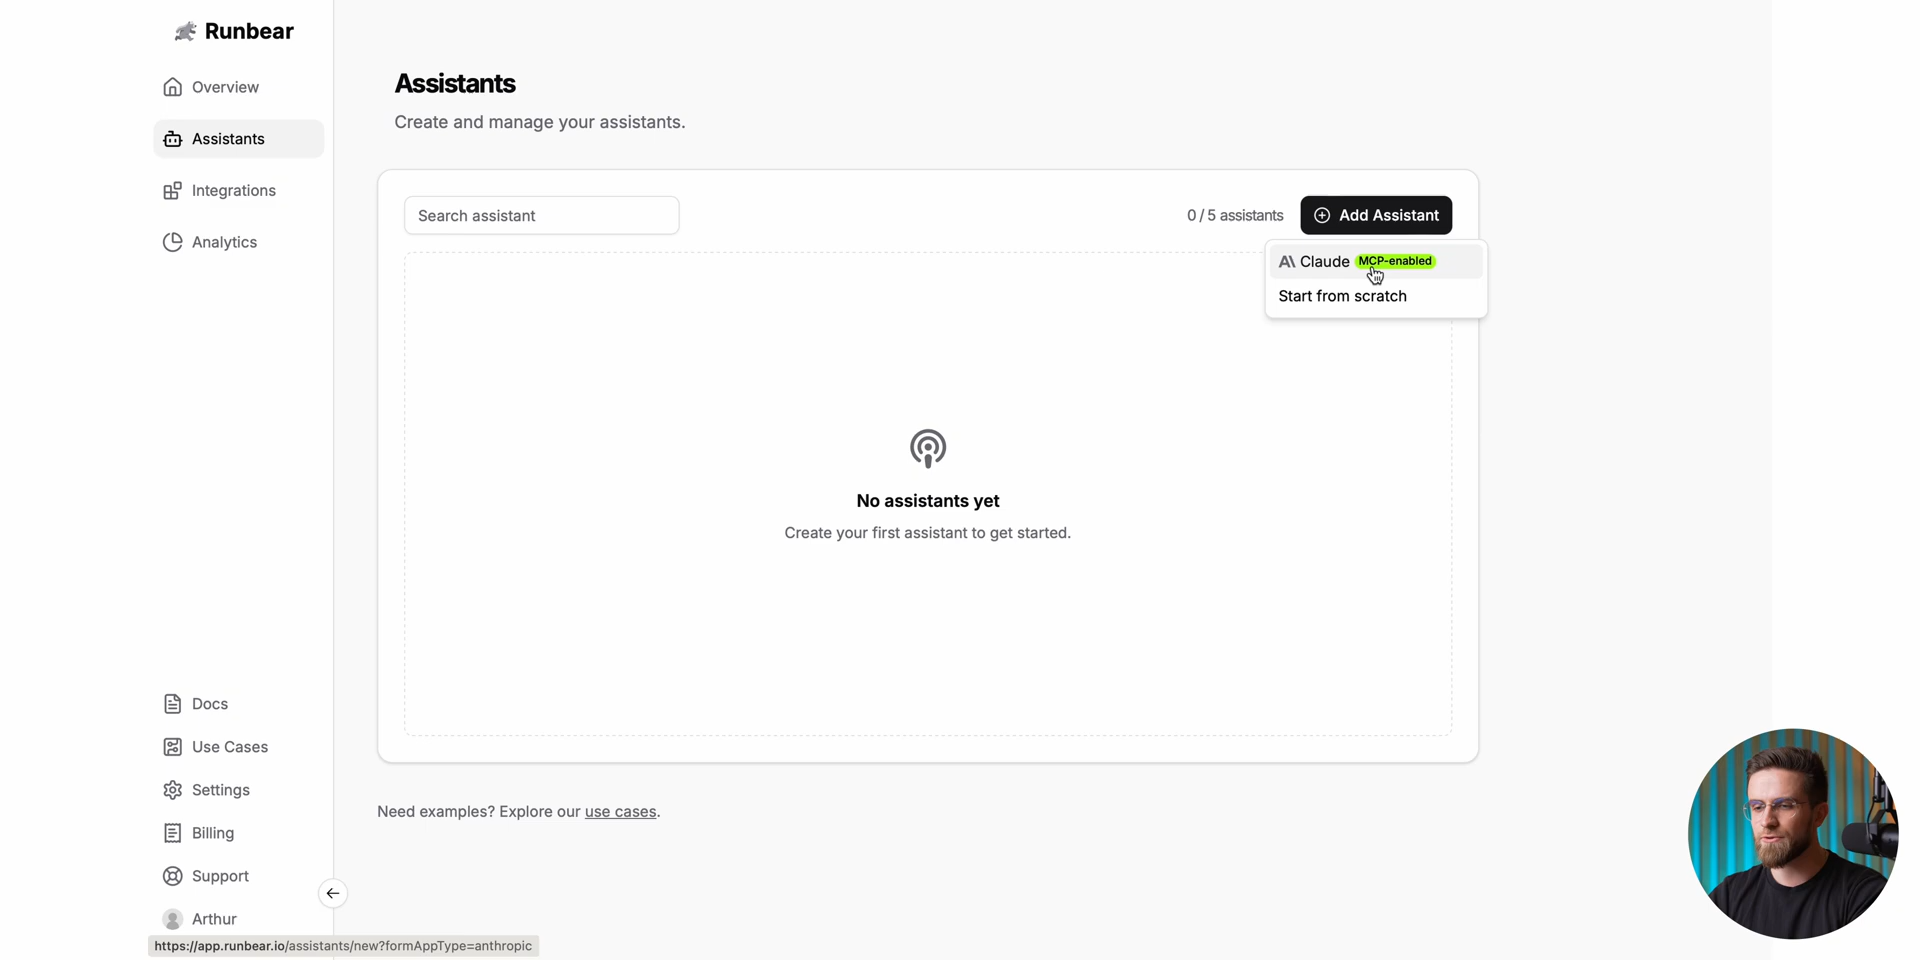 Runbear
Overview
Assistants
Integrations
Analytics
Docs
Use Cases
Settings
Billing
Support
Arthur
https://app.runbear.io/assistants/new?formAppType=anthropic
Assistants
Create and manage your assistants.
Search assistant
0 / 5 assistants
Add Assistant
Claude MCP-enabled
Start from scratch
No assistants yet
Create your first assistant to get started.
Need examples? Explore our use cases.